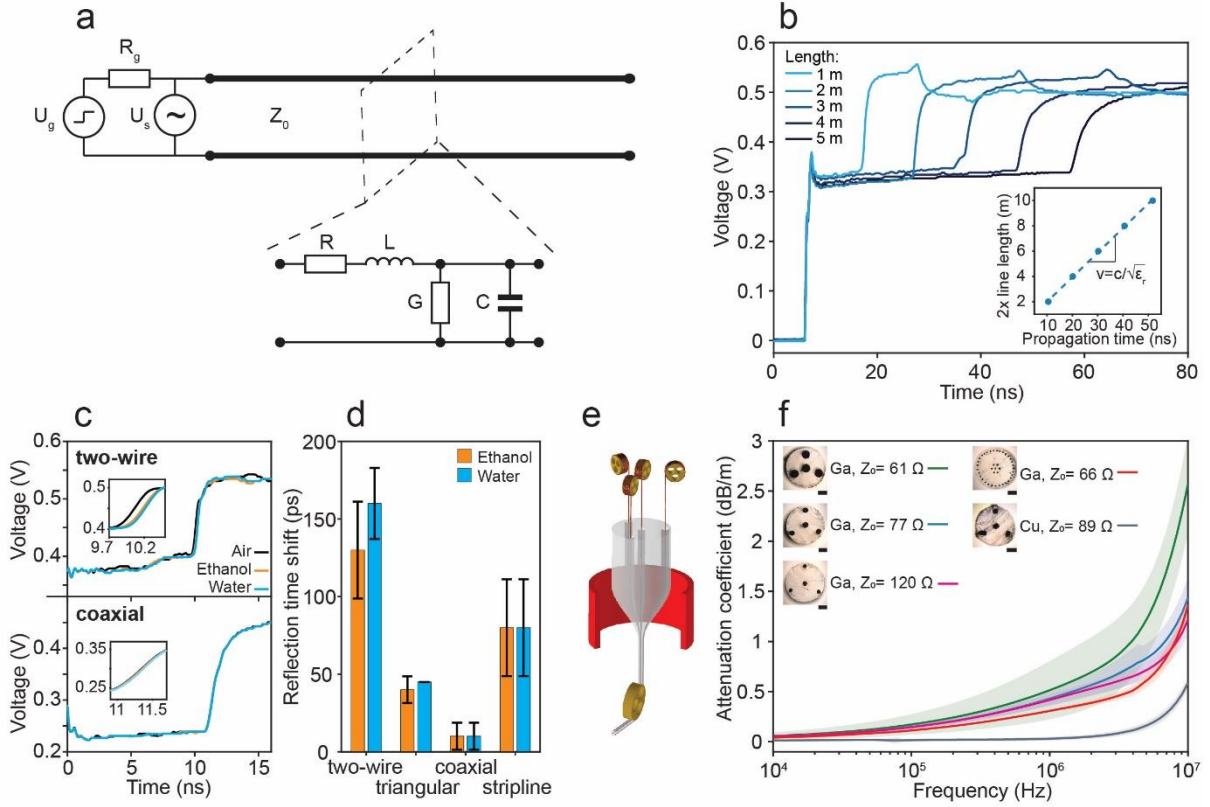 a
R_g
U_g
U_s
Z_0
R
L
G
C
b
Length:
1 m
2 m
3 m
4 m
5 m
Voltage (V)
0.6
0.5
0.4
0.3
0.2
0.1
0
0
20
40
60
80
Time (ns)
2x line length (m)
10
8
6
4
2
v=c/√ε_r
10
20
30
40
50
Propagation time (ns)
c
two-wire
Voltage (V)
0.6
0.5
0.4
0.5
0.4
9.7
10.2
Air
Ethanol
Water
coaxial
Voltage (V)
0.4
0.3
0.2
0.35
0.25
11
11.5
0
5
10
15
Time (ns)
d
Reflection time shift (ps)
200
150
100
50
0
Ethanol
Water
two-wire
triangular
coaxial
stripline
e
f
Attenuation coefficient (dB/m)
3
2.5
2
1.5
1
0.5
0
Ga, Z₀= 61 Ω
Ga, Z₀= 66 Ω
Ga, Z₀= 77 Ω
Cu, Z₀= 89 Ω
Ga, Z₀= 120 Ω
10⁴
10⁵
10⁶
10⁷
Frequency (Hz)